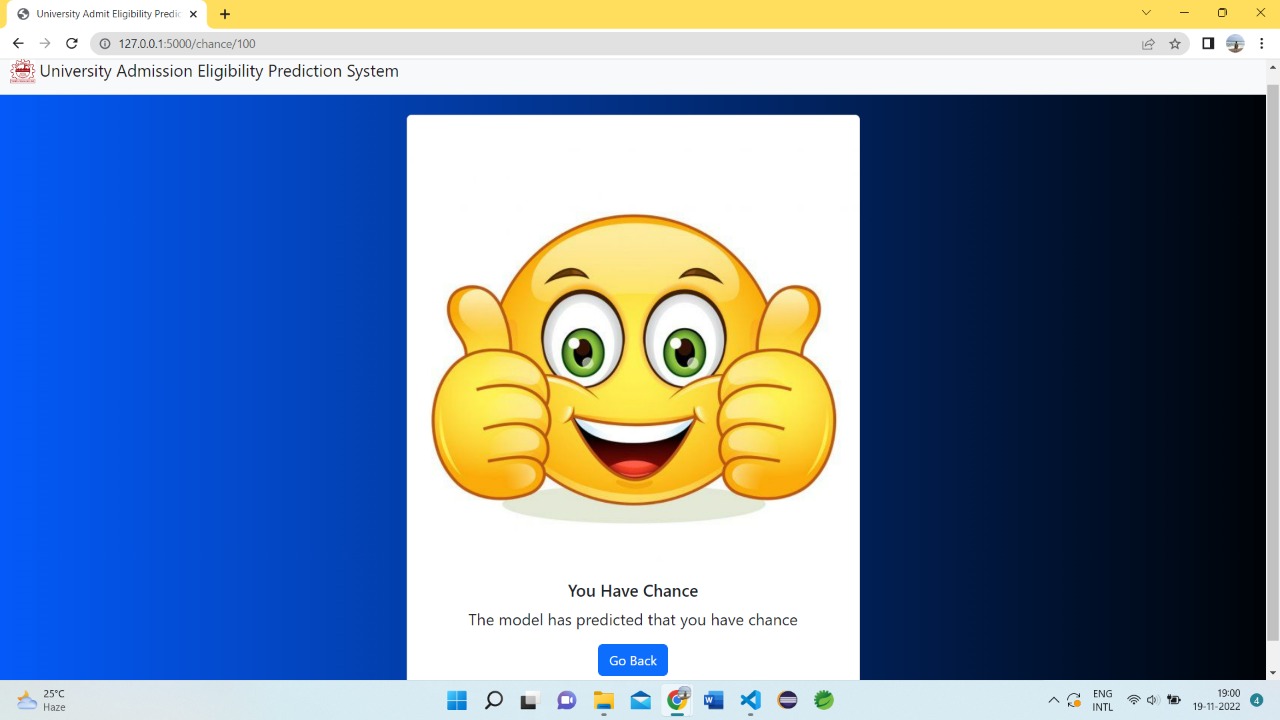 University Admit Eligibility Predic
127.0.0.1:5000/chance/100
University Admission Eligibility Prediction System
You Have Chance
The model has predicted that you have chance
Go Back
25°C
Haze
ENG
INTL
19:00
19-11-2022
4